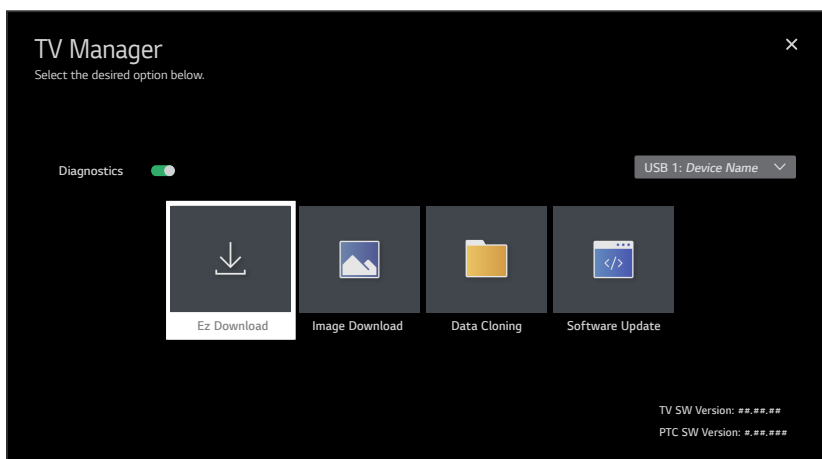 TV Manager
Select the desired option below.
Diagnostics
USB 1: Device Name
Ez Download
Image Download
Data Cloning
Software Update
</>
TV SW Version: ##.##.##
PTC SW Version: #.##.###